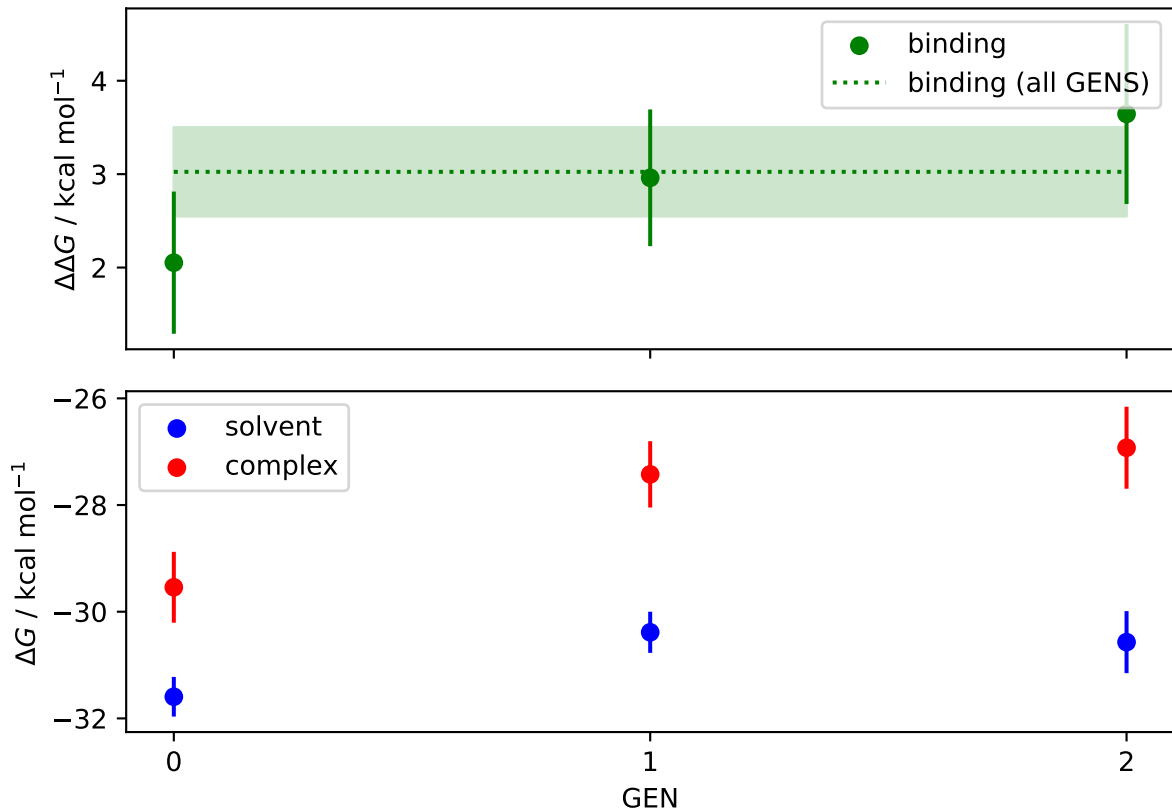 binding
binding (all GENS)
4
3
2
ΔΔG / kcal mol⁻¹
−26
−28
−30
−32
ΔG / kcal mol⁻¹
solvent
complex
0 1 2
GEN